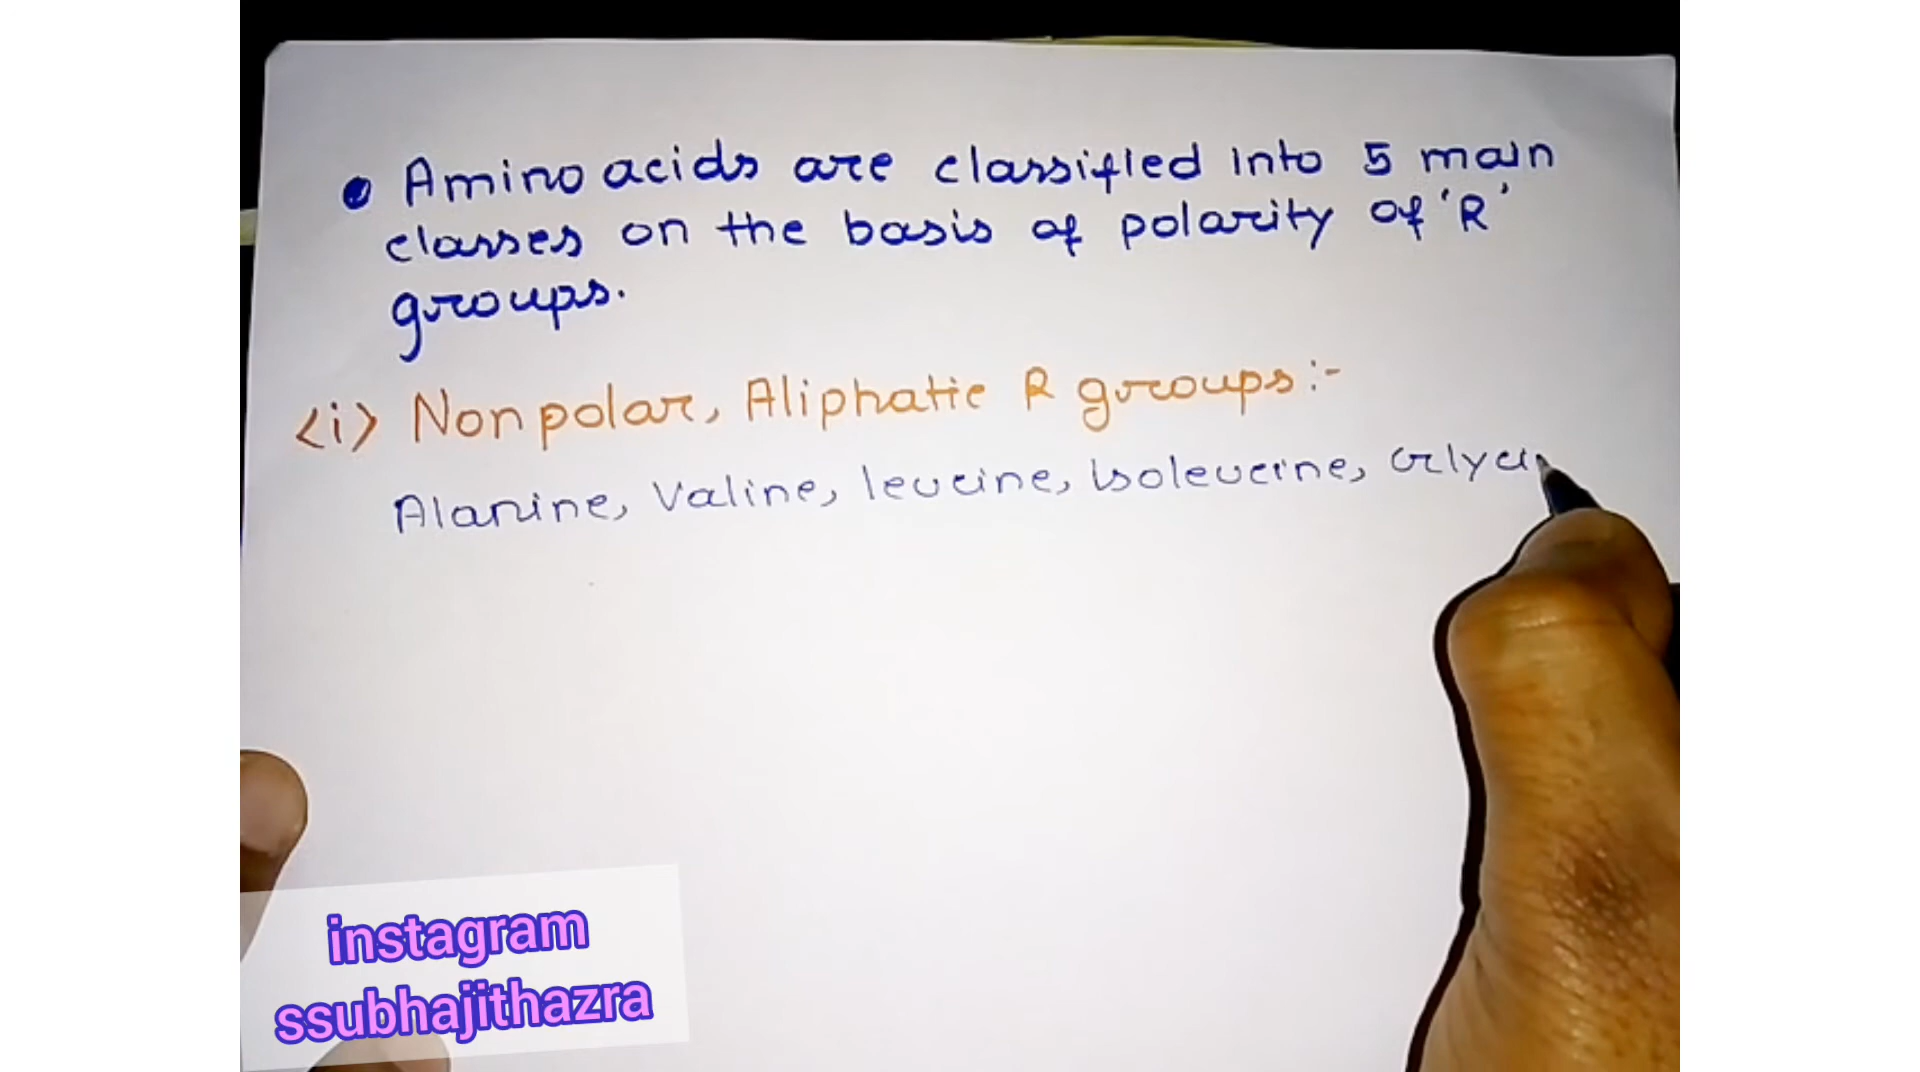 Amino acids are classified into 5 main
classes on the basis of polarity of 'R'
groups.
<i> Nonpolar, Aliphatic R groups:-
Alanine, Valine, leucine, isoleucine, Glyci
instagram
ssubhajithazra